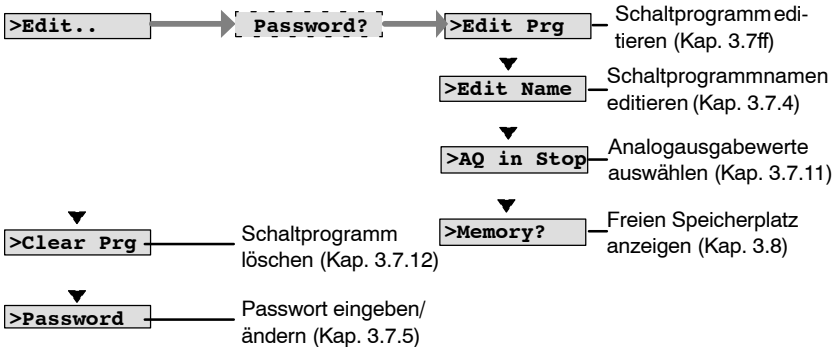 >Edit..
Password?
>Edit Prg
Schaltprogramm edi-
tieren (Kap. 3.7ff)
>Edit Name
Schaltprogrammnamen
editieren (Kap. 3.7.4)
>AQ in Stop
Analogausgabewerte
auswählen (Kap. 3.7.11)
>Memory?
Freien Speicherplatz
anzeigen (Kap. 3.8)
>Clear Prg
Schaltprogramm
löschen (Kap. 3.7.12)
>Password
Passwort eingeben/
ändern (Kap. 3.7.5)